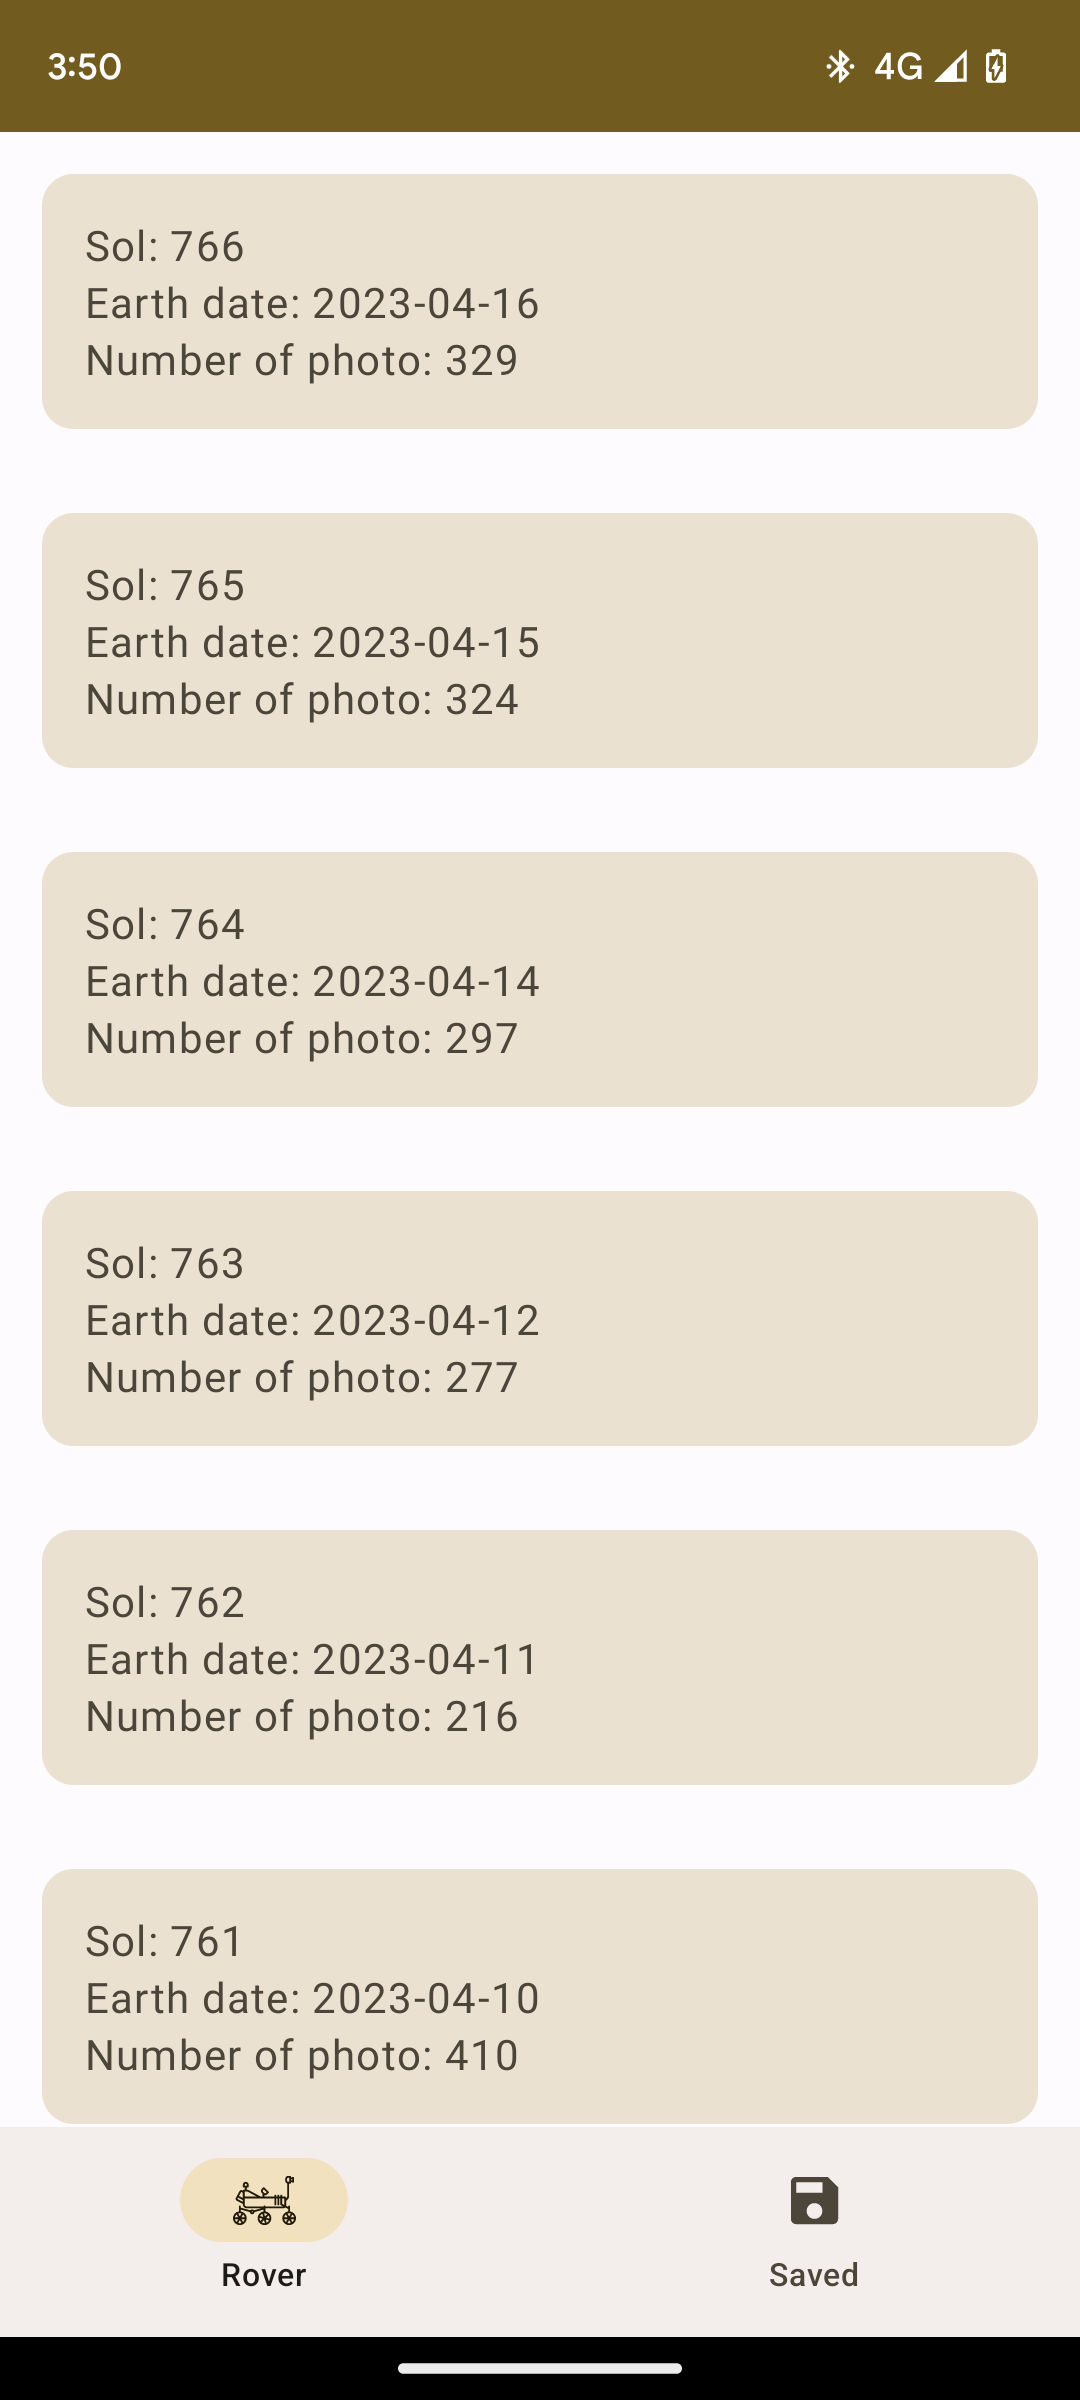 3:50
4G
Sol: 766
Earth date: 2023-04-16
Number of photo: 329
Sol: 765
Earth date: 2023-04-15
Number of photo: 324
Sol: 764
Earth date: 2023-04-14
Number of photo: 297
Sol: 763
Earth date: 2023-04-12
Number of photo: 277
Sol: 762
Earth date: 2023-04-11
Number of photo: 216
Sol: 761
Earth date: 2023-04-10
Number of photo: 410
Rover
Saved